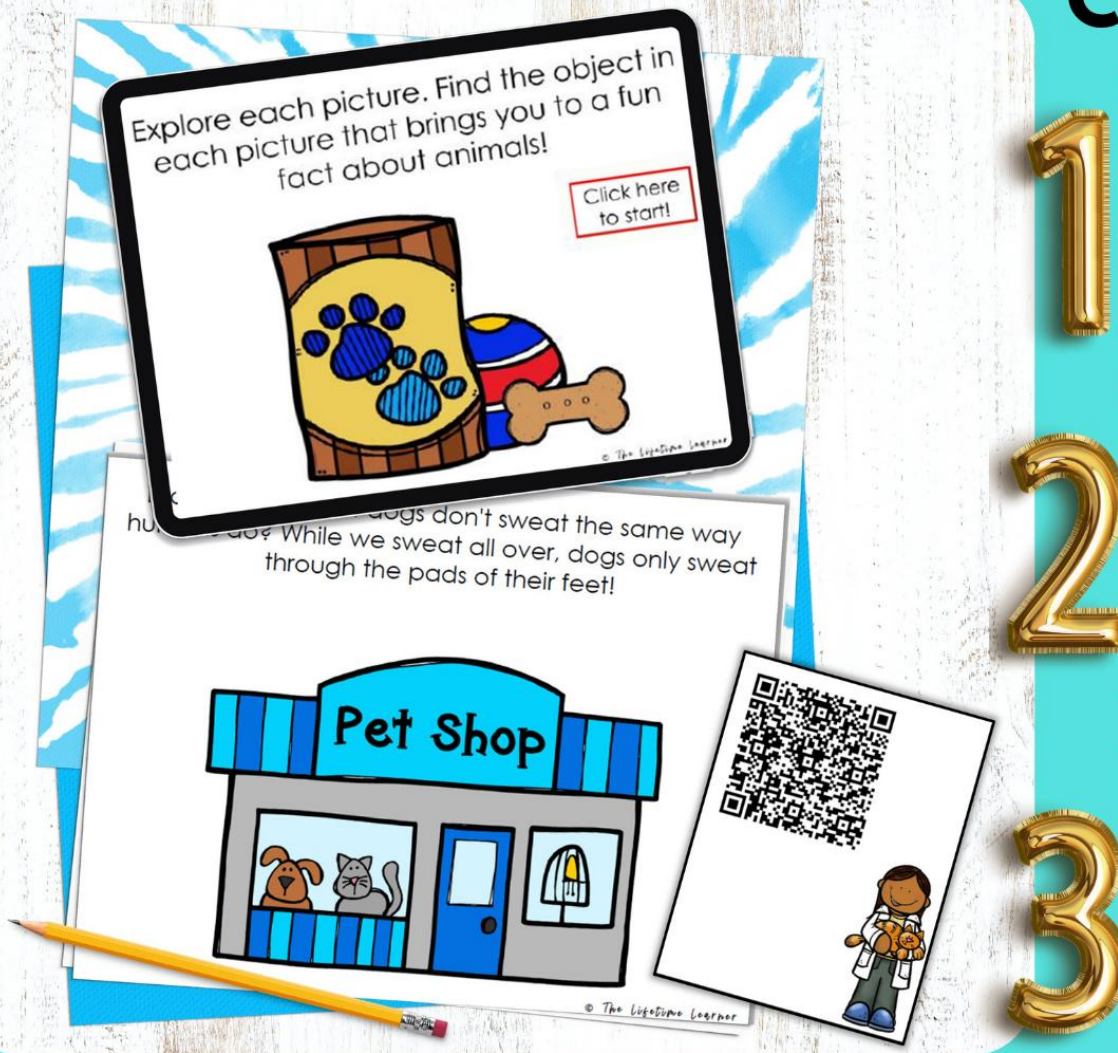 Explore each picture. Find the object in
each picture that brings you to a fun
fact about animals!
Click here
to start!
© The Lifetime Learner
dogs don't sweat the same way
do? While we sweat all over, dogs only sweat
through the pads of their feet!
Pet Shop
© The Lifetime Learner
1
2
3